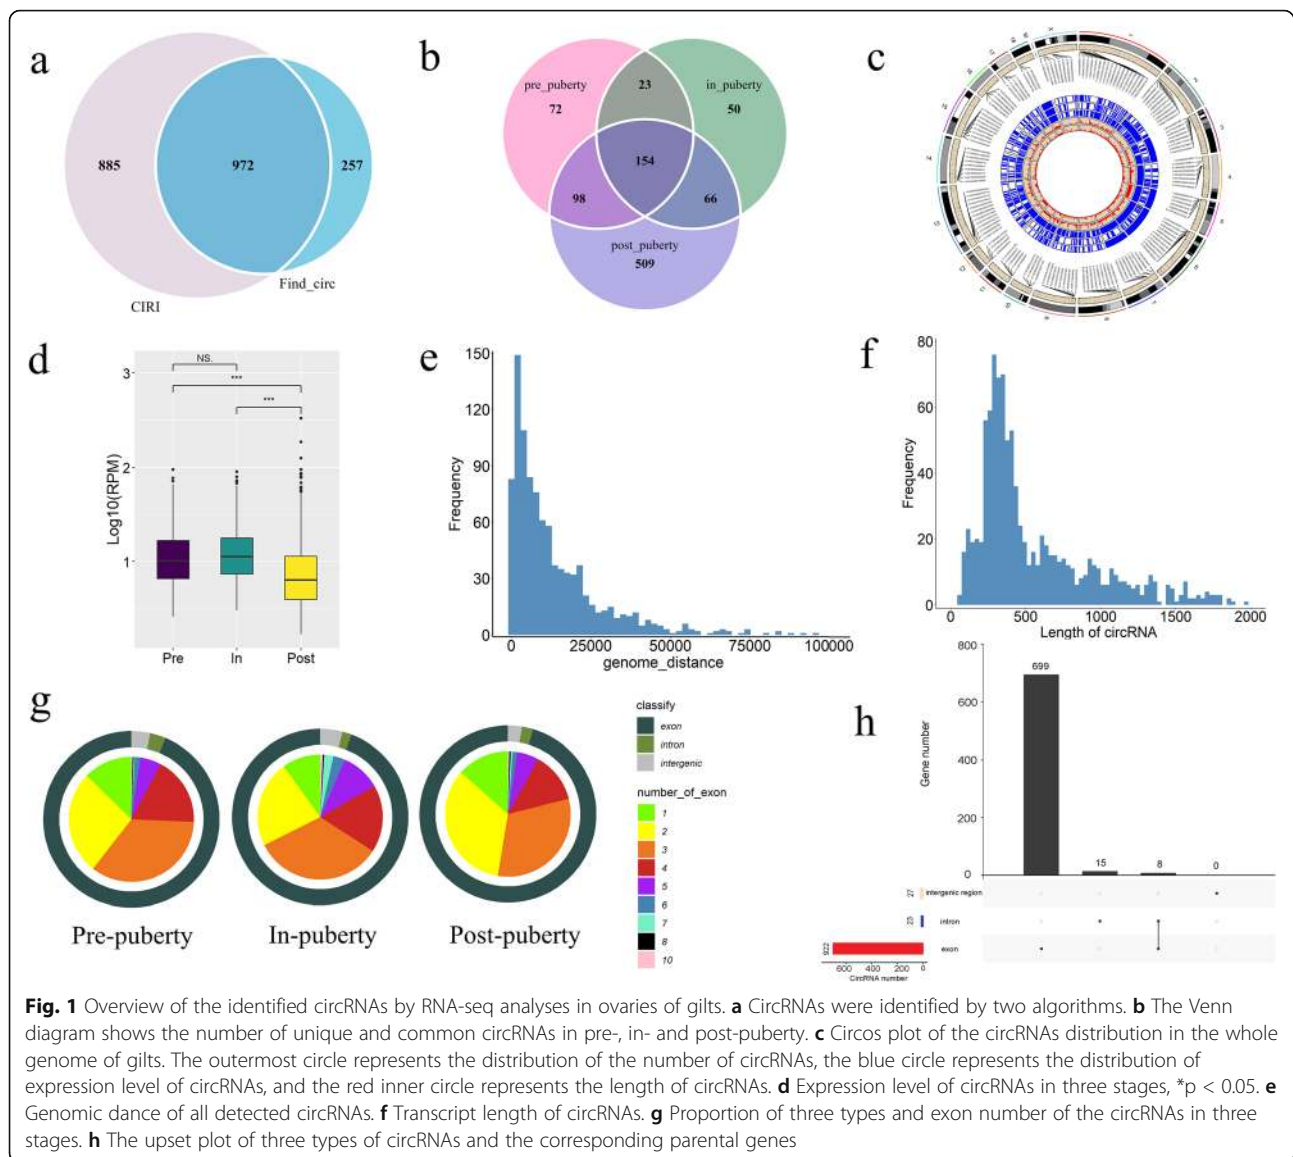 a
885
972
257
Find_circ
CIRI
b
pre_puberty
72
23
in_puberty
50
154
98
66
post_puberty
509
c
d
Log10(RPM)
3
2
1
NS.
***
***
Pre
In
Post
e
Frequency
150
120
90
60
30
0
0
25000
50000
75000
100000
genome_distance
f
Frequency
80
60
40
20
0
0
500
1000
1500
2000
Length of circRNA
g
Pre-puberty
In-puberty
Post-puberty
classify
exon
intron
intergenic
number_of_exon
1
2
3
4
5
6
7
8
10
h
Gene number
800
600
400
200
0
699
15
8
0
27
intergenic region
23
intron
922
exon
600
400
200
0
CircRNA number
Fig. 1 Overview of the identified circRNAs by RNA-seq analyses in ovaries of gilts. a CircRNAs were identified by two algorithms. b The Venn
diagram shows the number of unique and common circRNAs in pre-, in- and post-puberty. c Circos plot of the circRNAs distribution in the whole
genome of gilts. The outermost circle represents the distribution of the number of circRNAs, the blue circle represents the distribution of
expression level of circRNAs, and the red inner circle represents the length of circRNAs. d Expression level of circRNAs in three stages, *p < 0.05. e
Genomic dance of all detected circRNAs. f Transcript length of circRNAs. g Proportion of three types and exon number of the circRNAs in three
stages. h The upset plot of three types of circRNAs and the corresponding parental genes